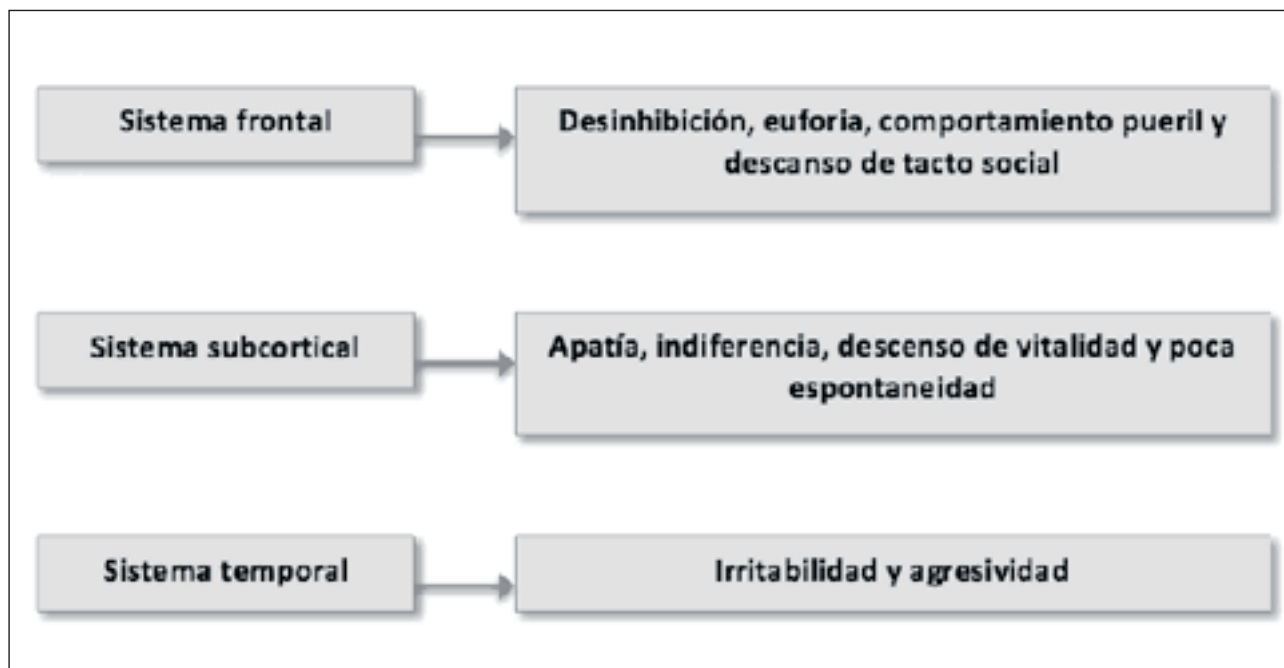 Sistema frontal
Desinhibición, euforia, comportamiento pueril y
descanso de tacto social
Sistema subcortical
Apatía, indiferencia, descenso de vitalidad y poca
espontaneidad
Sistema temporal
Irritabilidad y agresividad